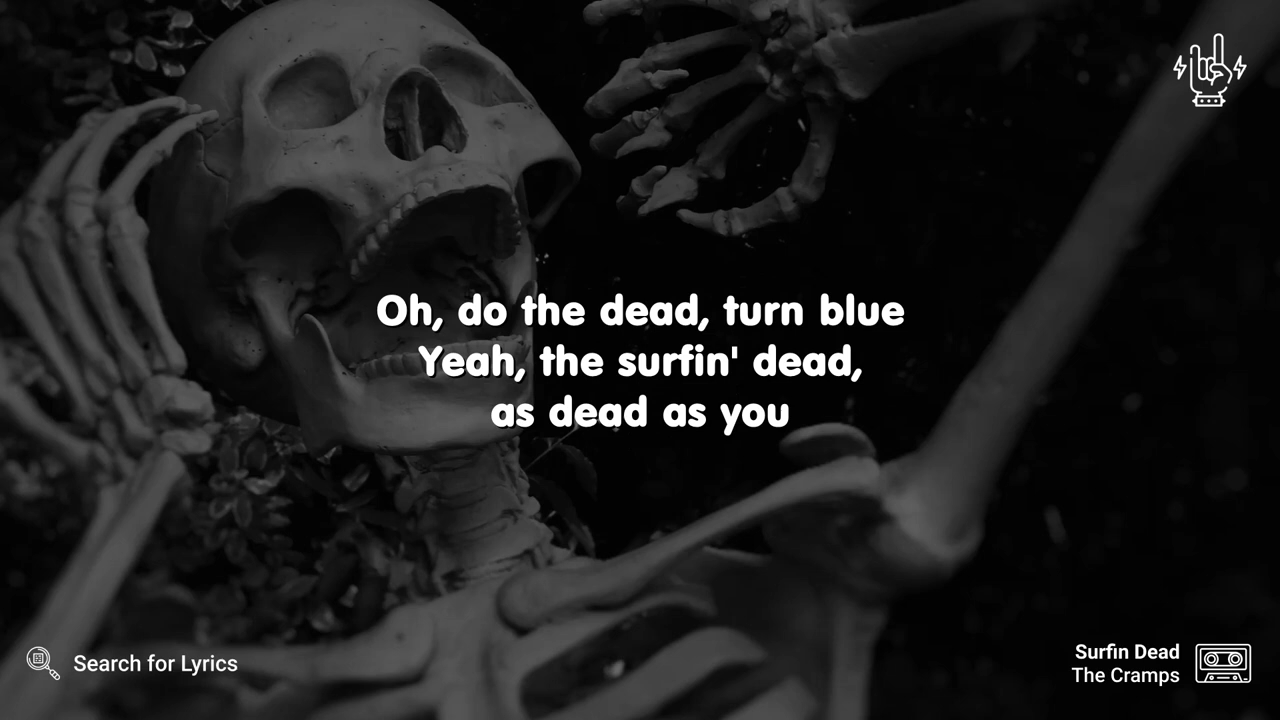 Oh, do the dead, turn blue
Yeah, the surfin' dead,
as dead as you
Search for Lyrics
Surfin Dead
The Cramps